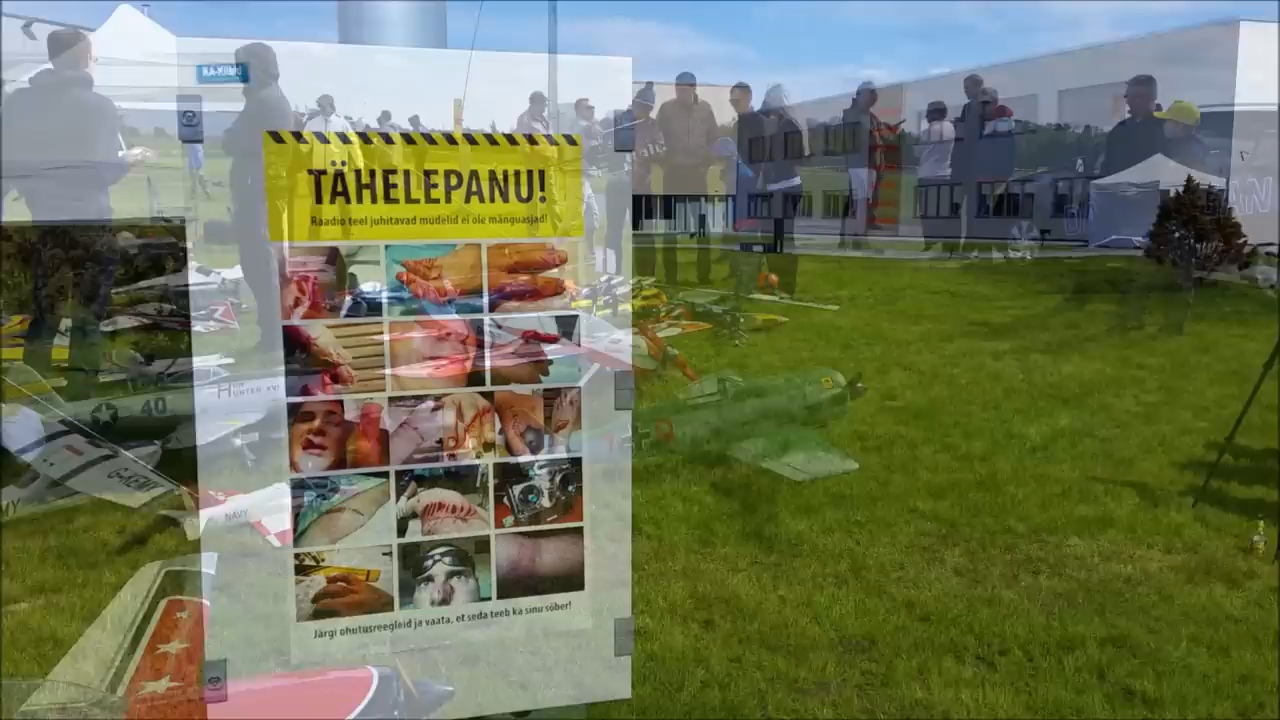 TÄHELEPANU!
Raadio teel juhitavad mudelid ei ole mänguasjad!
40
G-KEMY
NAVY
Järgi ohutusreegleid ja vaata, et seda teeb ka sinu sõber!